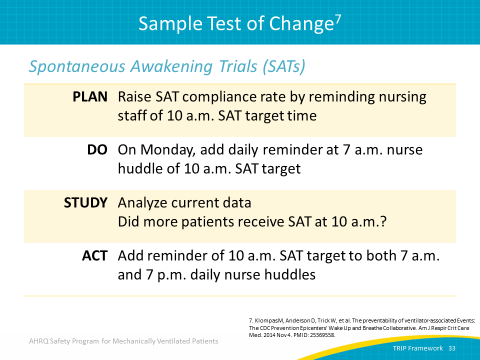 Sample Test of Change7
Spontaneous Awakening Trials (SATs)
PLAN Raise SAT compliance rate by reminding nursing
staff of 10 a.m. SAT target time
DO On Monday, add daily reminder at 7 a.m. nurse
huddle of 10 a.m. SAT target
STUDY Analyze current data
Did more patients receive SAT at 10 a.m.?
ACT Add reminder of 10 a.m. SAT target to both 7 a.m.
and 7 p.m. daily nurse huddles
7. Klompas M, Anderson D, Trick W, et al. The preventability of ventilator-associated Events:
The CDC Prevention Epicenters' Wake Up and Breathe Collaborative. Am J Respir Crit Care
Med. 2014 Nov 4. PMID: 25369558.
AHRQ Safety Program for Mechanically Ventilated Patients
TRIP Framework 33